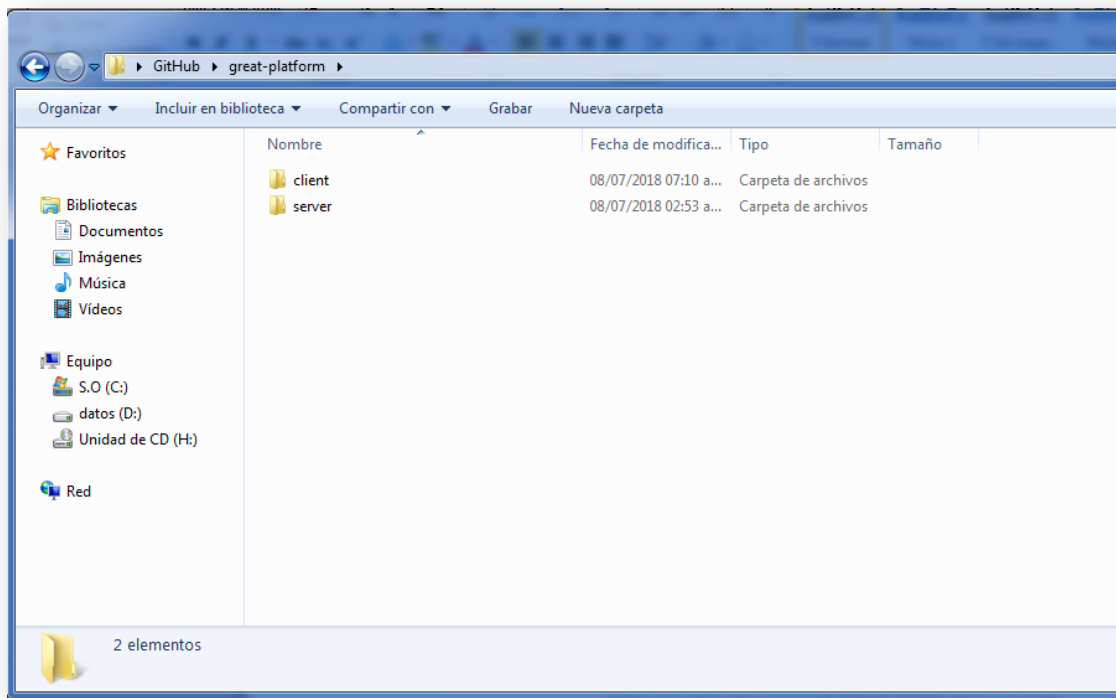 GitHub great-platform
Organizar Incluir en biblioteca Compartir con Grabar Nueva carpeta
Favoritos
Bibliotecas
Documentos
Imágenes
Música
Vídeos
Equipo
S.O (C:)
datos (D:)
Unidad de CD (H:)
Red
Nombre Fecha de modifica... Tipo Tamaño
client 08/07/2018 07:10 a... Carpeta de archivos
server 08/07/2018 02:53 a... Carpeta de archivos
2 elementos